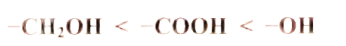 –CH₂OH < –COOH < –OH